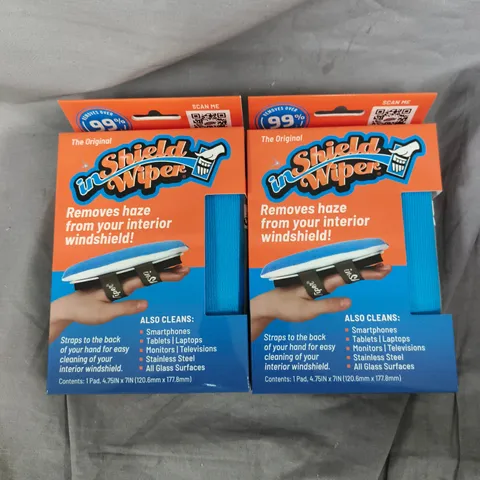 REMOVES OVER
99%
SCAN ME
The Original
inShield
Wiper
Removes haze
from your interior
windshield!
Straps to the back
of your hand for easy
cleaning of your
interior windshield.
ALSO CLEANS:
• Smartphones
• Tablets | Laptops
• Monitors | Televisions
• Stainless Steel
• All Glass Surfaces
Contents: 1 Pad, 4.75IN x 7IN (120.6mm x 177.8mm)
REMOVES OVER
99%
SCAN ME
The Original
inShield
Wiper
Removes haze
from your interior
windshield!
Straps to the back
of your hand for easy
cleaning of your
interior windshield.
ALSO CLEANS:
• Smartphones
• Tablets | Laptops
• Monitors | Televisions
• Stainless Steel
• All Glass Surfaces
Contents: 1 Pad, 4.75IN x 7IN (120.6mm x 177.8mm)